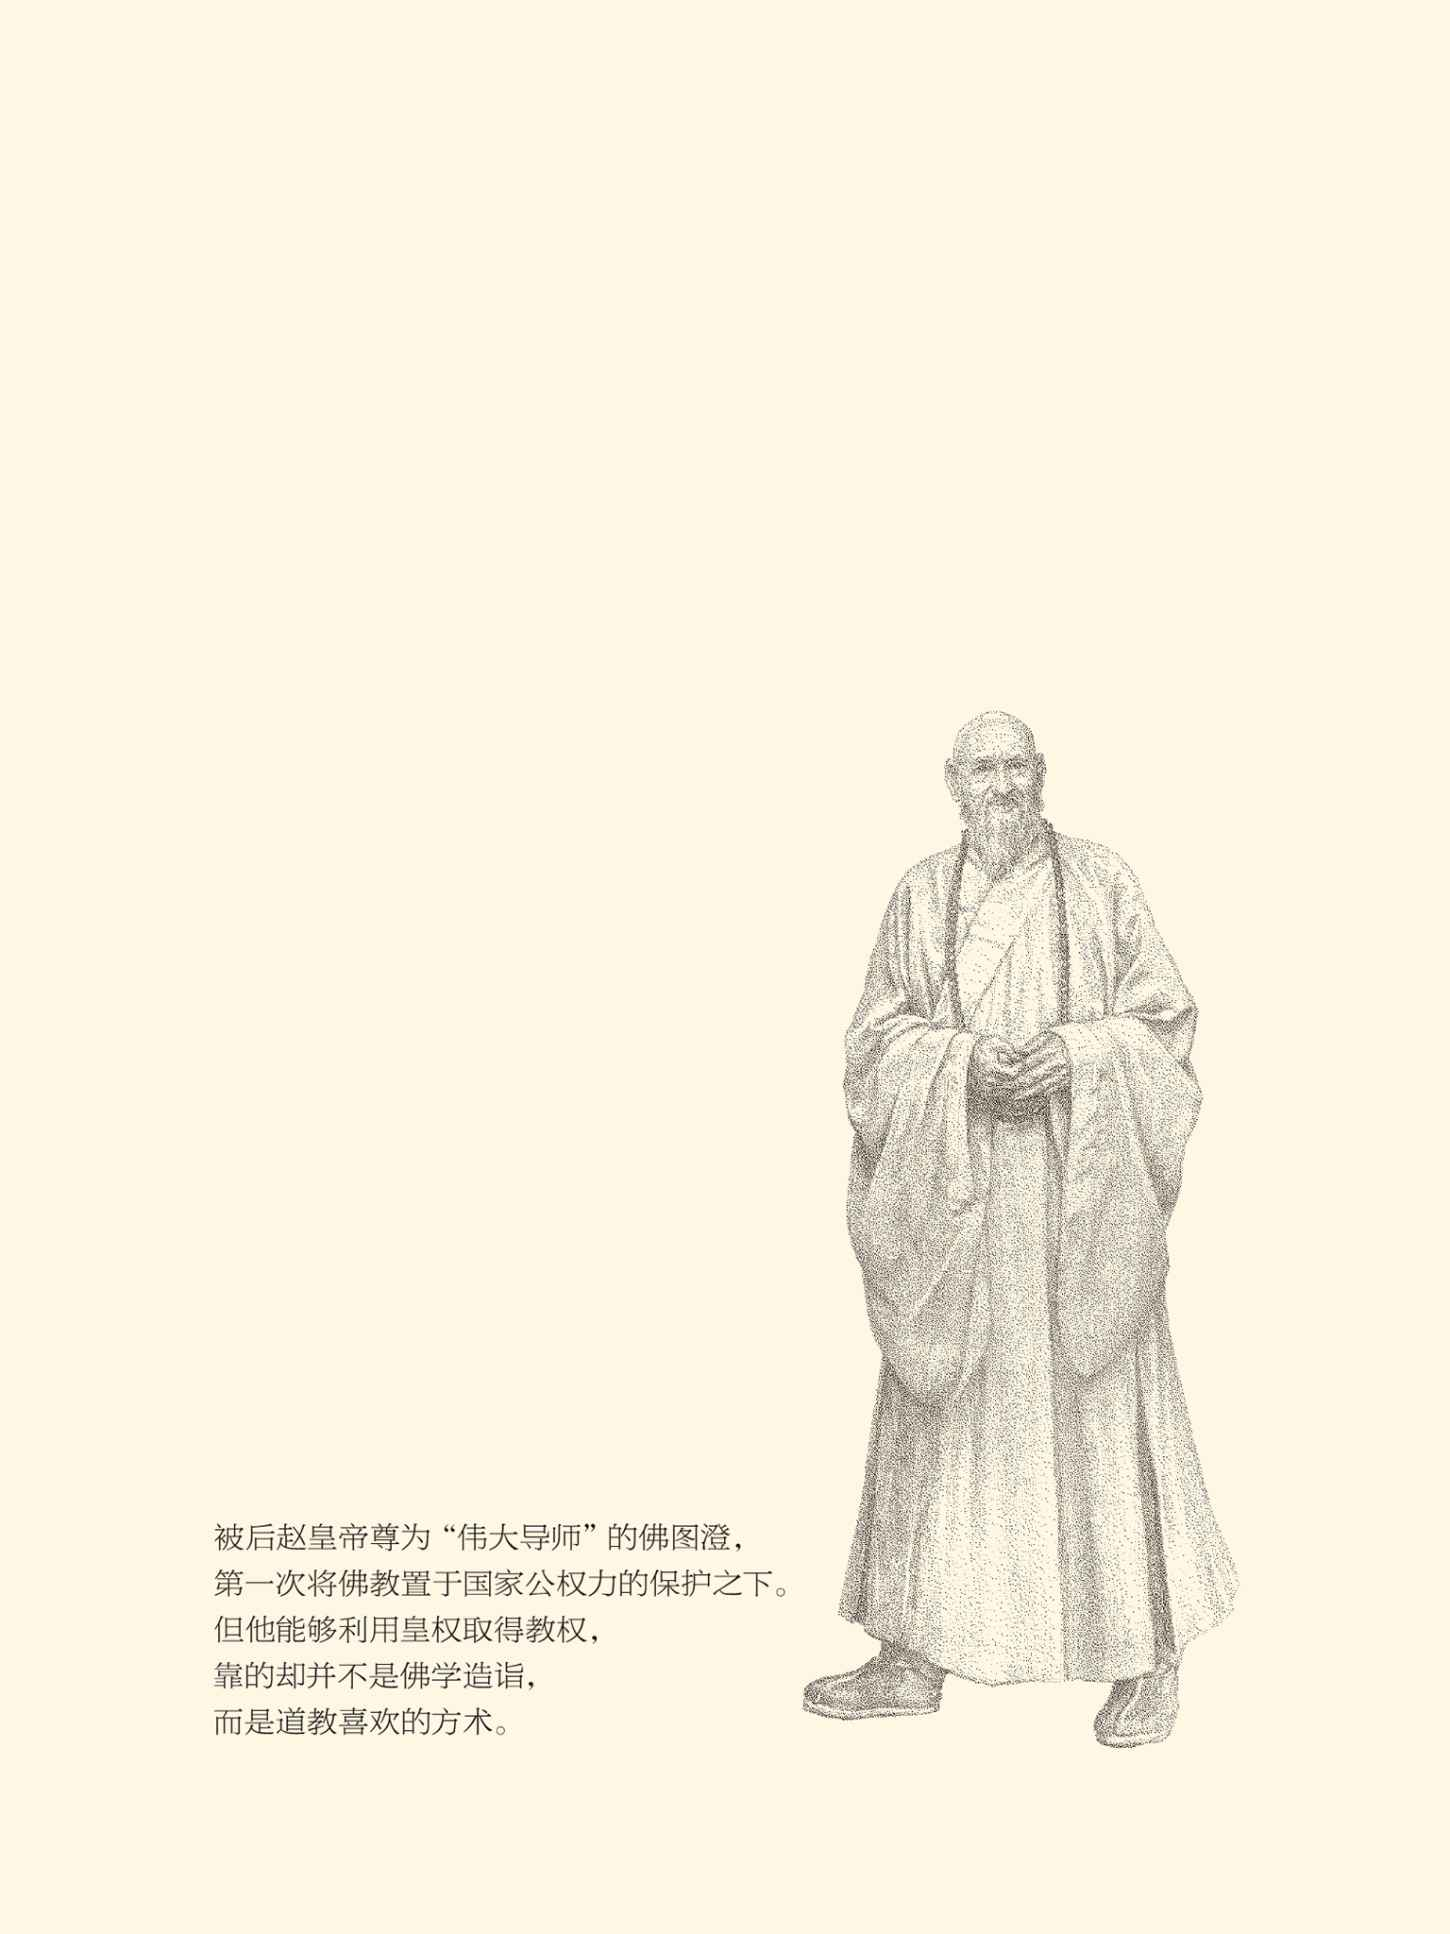 被后赵皇帝尊为“伟大导师”的佛图澄，
第一次将佛教置于国家公权力的保护之下。
但他能够利用皇权取得教权，
靠的却并不是佛学造诣，
而是道教喜欢的方术。